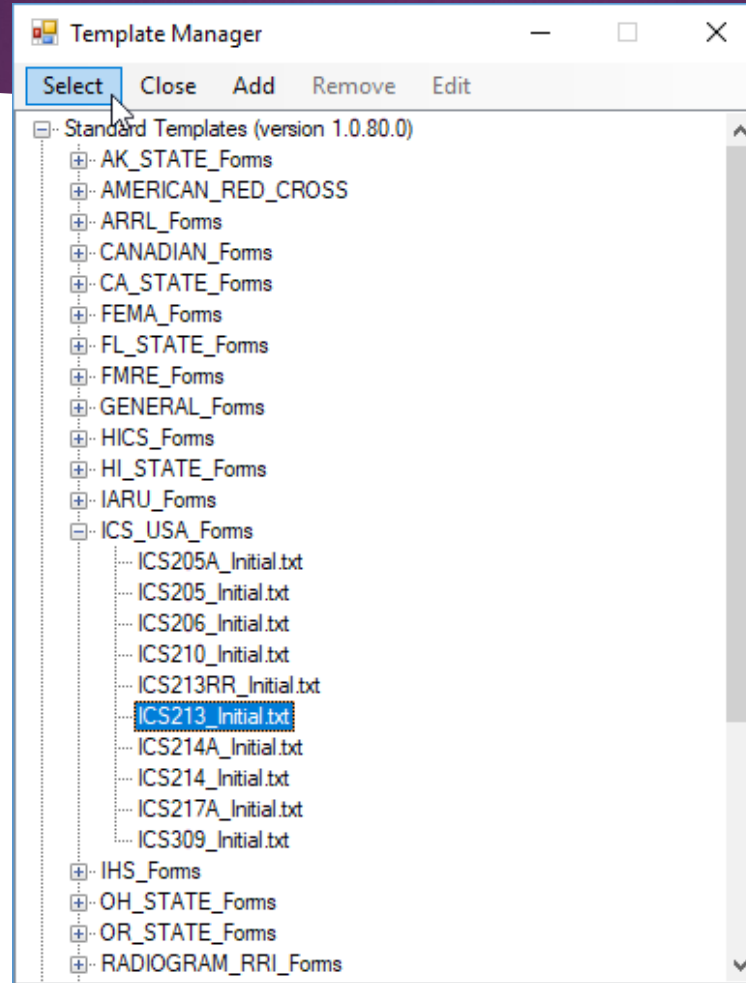 Template Manager
Select Close Add Remove Edit
Standard Templates (version 1.0.80.0)
AK_STATE_Forms
AMERICAN_RED_CROSS
ARRL_Forms
CANADIAN_Forms
CA_STATE_Forms
FEMA_Forms
FL_STATE_Forms
FMRE_Forms
GENERAL_Forms
HICS_Forms
HI_STATE_Forms
IARU_Forms
ICS_USA_Forms
ICS205A_Initial.txt
ICS205_Initial.txt
ICS206_Initial.txt
ICS210_Initial.txt
ICS213RR_Initial.txt
ICS213_Initial.txt
ICS214A_Initial.txt
ICS214_Initial.txt
ICS217A_Initial.txt
ICS309_Initial.txt
IHS_Forms
OH_STATE_Forms
OR_STATE_Forms
RADIOGRAM_RRI_Forms